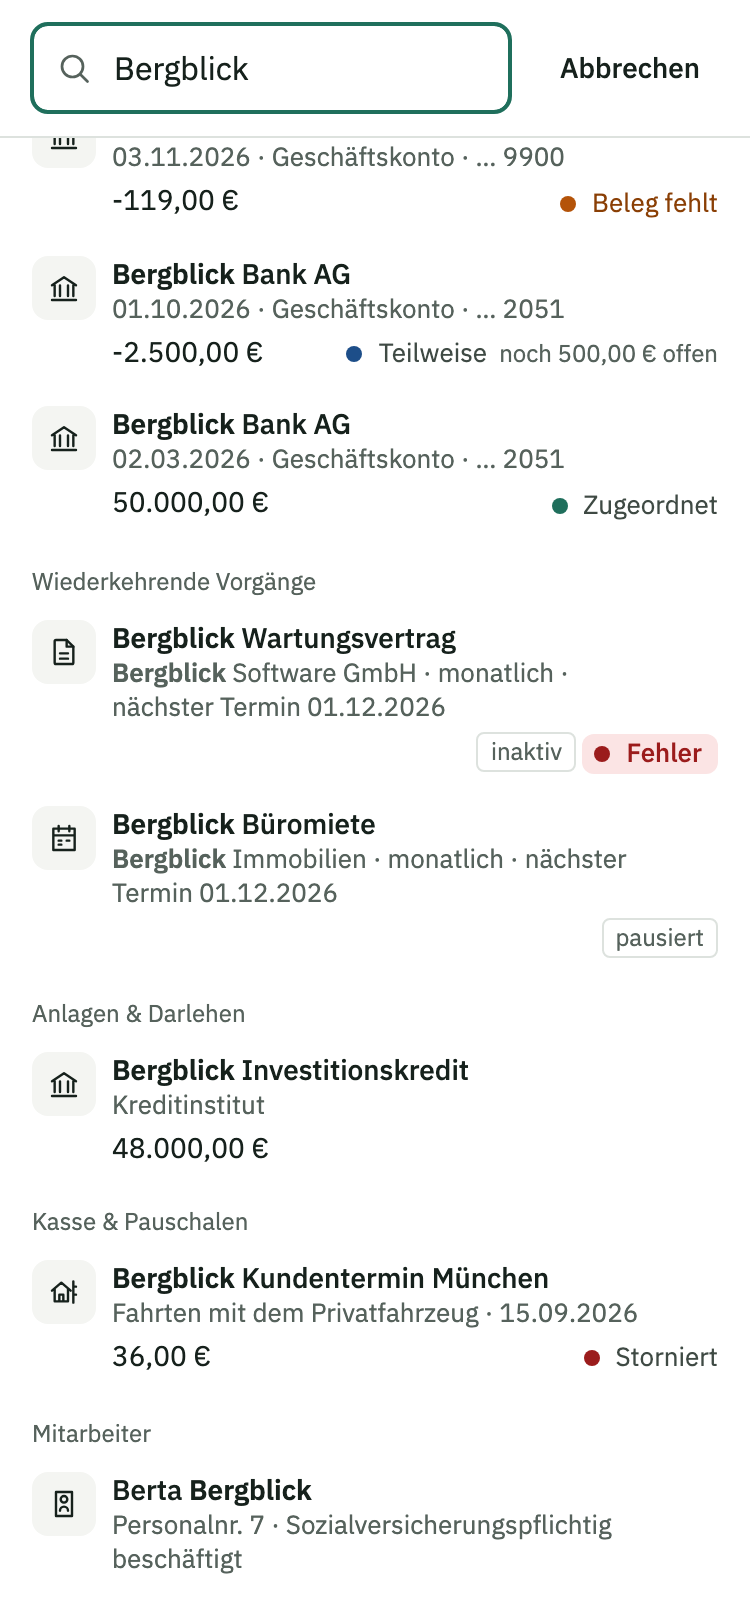 Bergblick
Abbrechen
03.11.2026 · Geschäftskonto · ... 9900
-119,00 €
Beleg fehlt
Bergblick Bank AG
01.10.2026 · Geschäftskonto · ... 2051
-2.500,00 €
Teilweise noch 500,00 € offen
Bergblick Bank AG
02.03.2026 · Geschäftskonto · ... 2051
50.000,00 €
Zugeordnet
Wiederkehrende Vorgänge
Bergblick Wartungsvertrag
Bergblick Software GmbH · monatlich ·
nächster Termin 01.12.2026
inaktiv
Fehler
Bergblick Büromiete
Bergblick Immobilien · monatlich · nächster
Termin 01.12.2026
pausiert
Anlagen & Darlehen
Bergblick Investitionskredit
Kreditinstitut
48.000,00 €
Kasse & Pauschalen
Bergblick Kundentermin München
Fahrten mit dem Privatfahrzeug · 15.09.2026
36,00 €
Storniert
Mitarbeiter
Berta Bergblick
Personalnr. 7 · Sozialversicherungspflichtig
beschäftigt